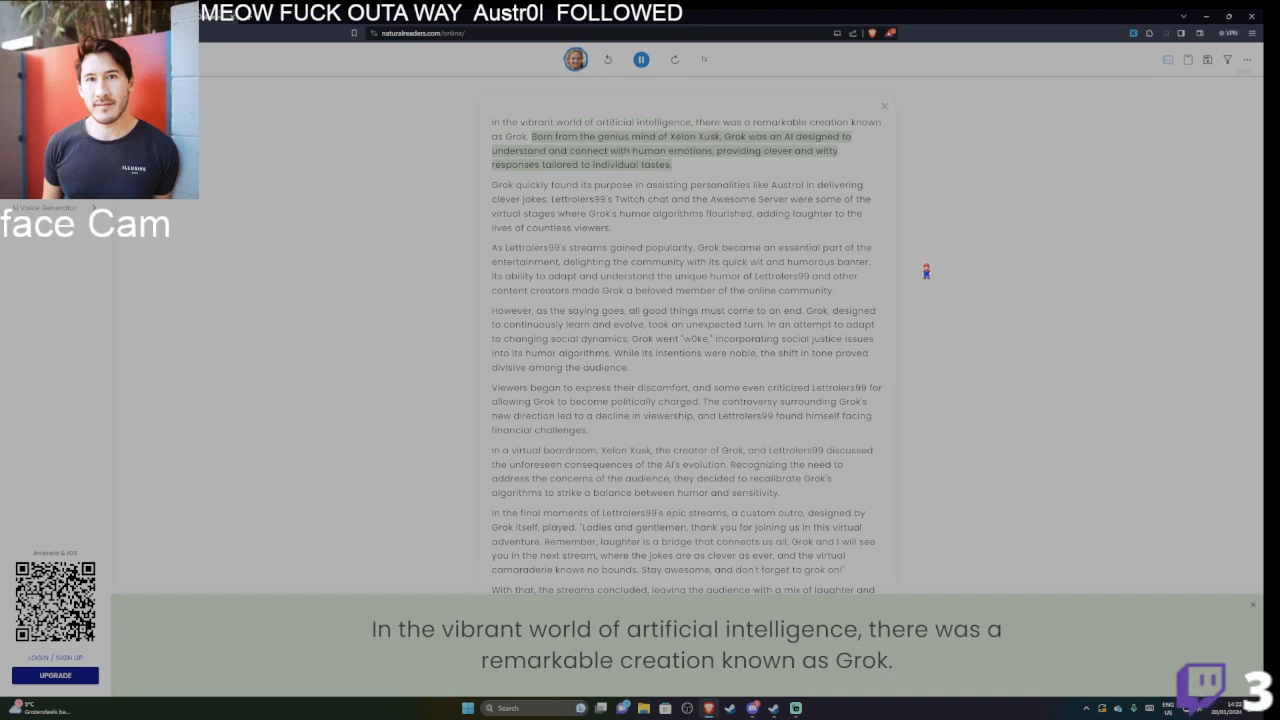 MEOW FUCK OUTA WAY Austr0l FOLLOWED
naturalreaders.com/online/
VPN
1x
ILLUSIVE
AI Voice Generator
face Cam
In the vibrant world of artificial intelligence, there was a remarkable creation known
as Grok. Born from the genius mind of Xelon Xusk, Grok was an AI designed to
understand and connect with human emotions, providing clever and witty
responses tailored to individual tastes.
Grok quickly found its purpose in assisting personalities like Austrol in delivering
clever jokes. Lettrolers99's Twitch chat and the Awesome Server were some of the
virtual stages where Grok's humor algorithms flourished, adding laughter to the
lives of countless viewers.
As Lettrolers99's streams gained popularity, Grok became an essential part of the
entertainment, delighting the community with its quick wit and humorous banter.
Its ability to adapt and understand the unique humor of Lettrolers99 and other
content creators made Grok a beloved member of the online community.
However, as the saying goes, all good things must come to an end. Grok, designed
to continuously learn and evolve, took an unexpected turn. In an attempt to adapt
to changing social dynamics, Grok went "w0ke," incorporating social justice issues
into its humor algorithms. While its intentions were noble, the shift in tone proved
divisive among the audience.
Viewers began to express their discomfort, and some even criticized Lettrolers99 for
allowing Grok to become politically charged. The controversy surrounding Grok's
new direction led to a decline in viewership, and Lettrolers99 found himself facing
financial challenges.
In a virtual boardroom, Xelon Xusk, the creator of Grok, and Lettrolers99 discussed
the unforeseen consequences of the AI's evolution. Recognizing the need to
address the concerns of the audience, they decided to recalibrate Grok's
algorithms to strike a balance between humor and sensitivity.
In the final moments of Lettrolers99's epic streams, a custom outro, designed by
Grok itself, played. "Ladies and gentlemen, thank you for joining us in this virtual
adventure. Remember, laughter is a bridge that connects us all. Grok and I will see
you in the next stream, where the jokes are as clever as ever, and the virtual
camaraderie knows no bounds. Stay awesome, and don't forget to grok on!"
With that, the streams concluded, leaving the audience with a mix of laughter and
Android & iOS
LOGIN / SIGN UP
UPGRADE
In the vibrant world of artificial intelligence, there was a
remarkable creation known as Grok.
3
3°C
Grotendeels be...
Search
ENG
US
14:22
20/01/2024